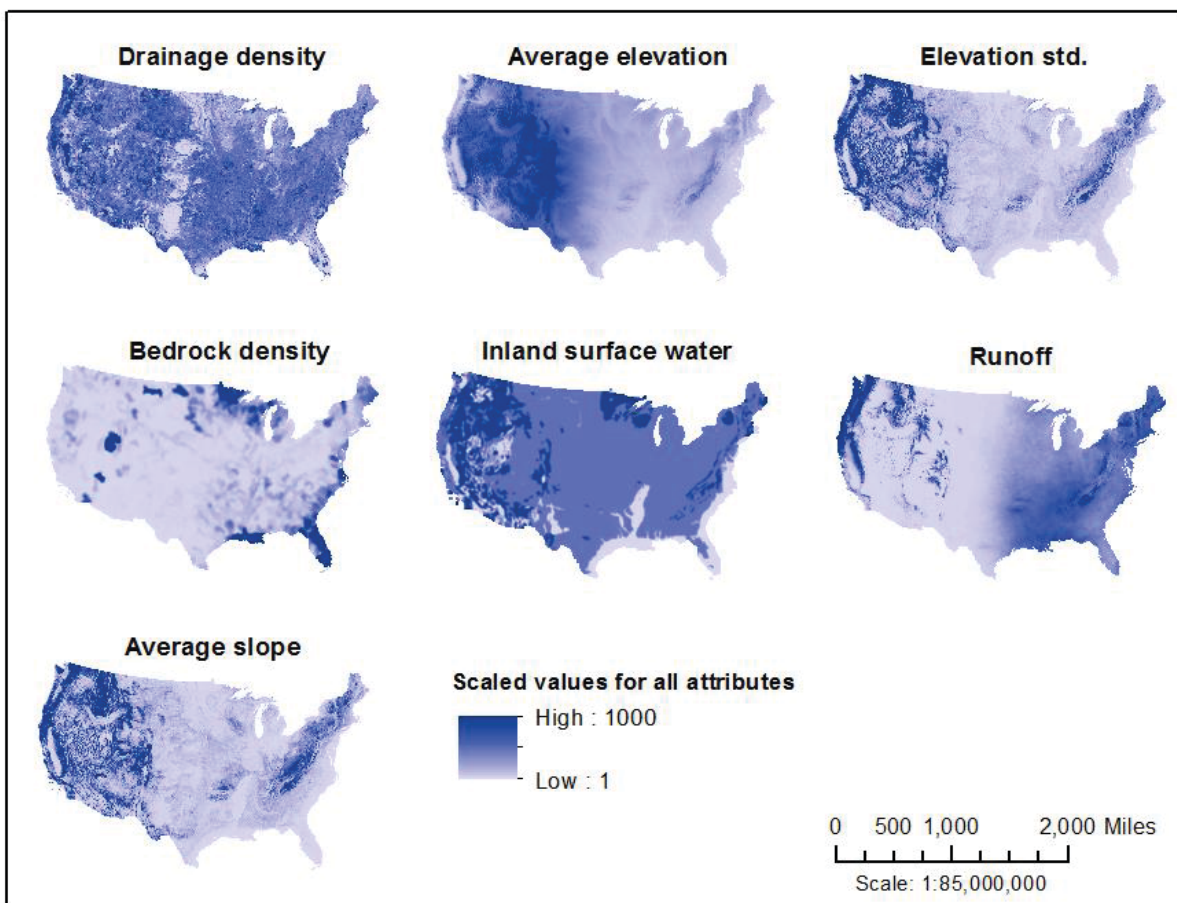 Drainage density
Average elevation
Elevation std.
Bedrock density
Inland surface water
Runoff
Average slope
Scaled values for all attributes
High : 1000
Low : 1
0 500 1,000 2,000 Miles
Scale: 1:85,000,000